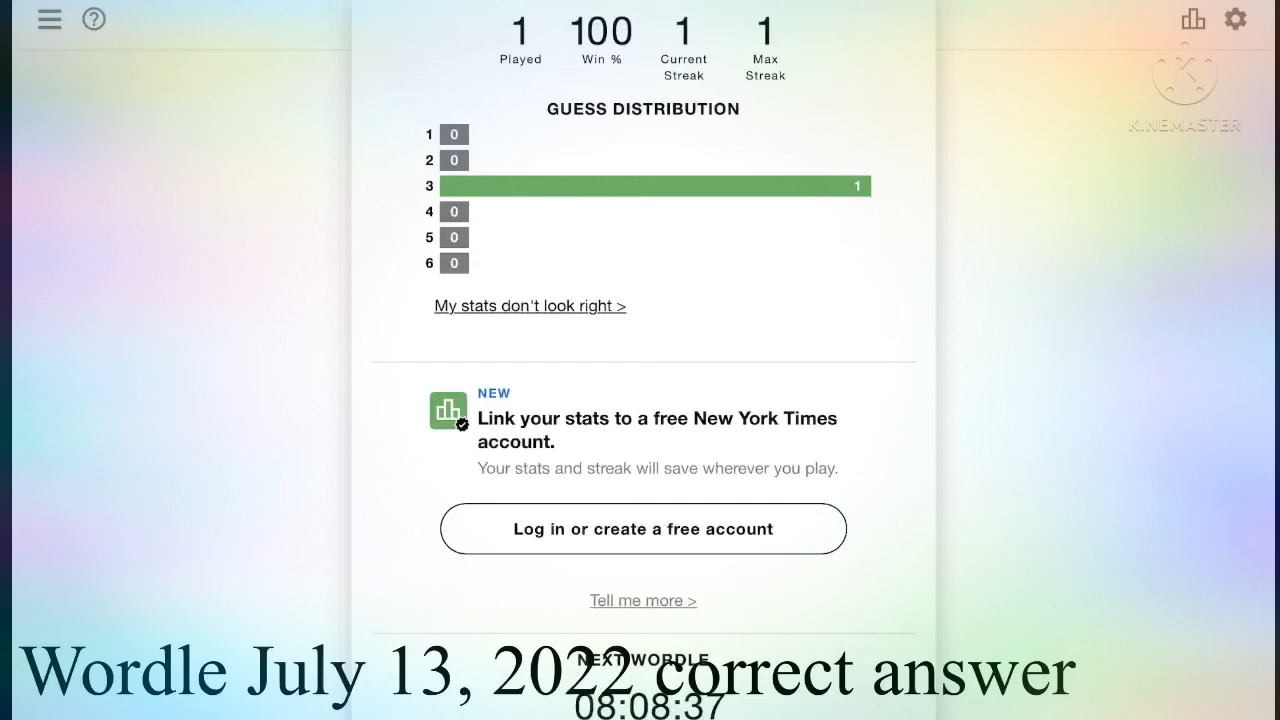 1 100 1 1
Played Win % Current Streak Max Streak
GUESS DISTRIBUTION
1 0
2 0
3 1
4 0
5 0
6 0
My stats don't look right >
NEW
Link your stats to a free New York Times
account.
Your stats and streak will save wherever you play.
Log in or create a free account
Tell me more >
NEXT WORDLE
08:08:37
Wordle July 13, 2022 correct answer
KINEMASTER